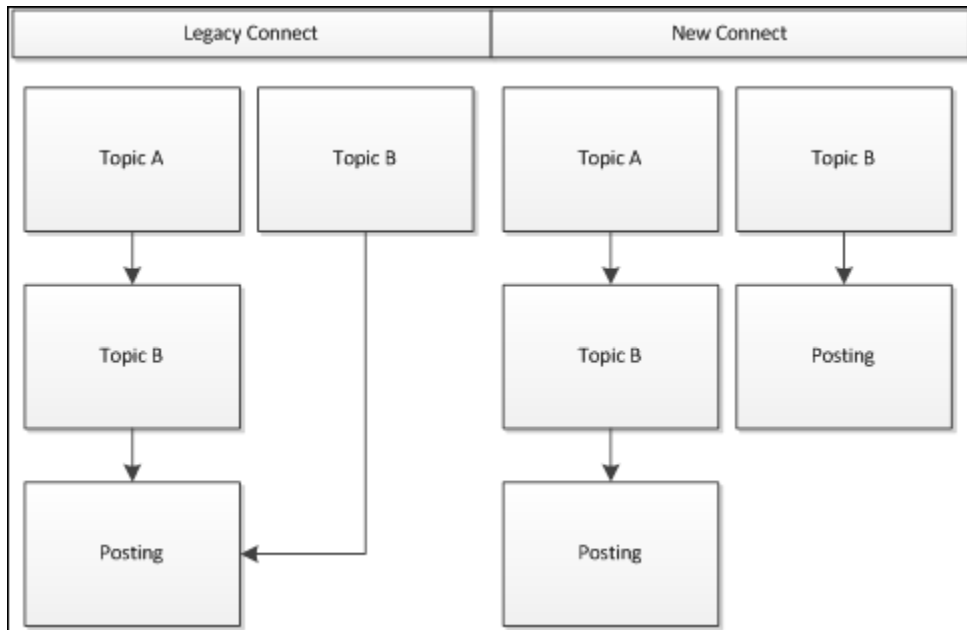 Legacy Connect
New Connect
Topic A
Topic B
Topic A
Topic B
Topic B
Topic B
Posting
Posting
Posting